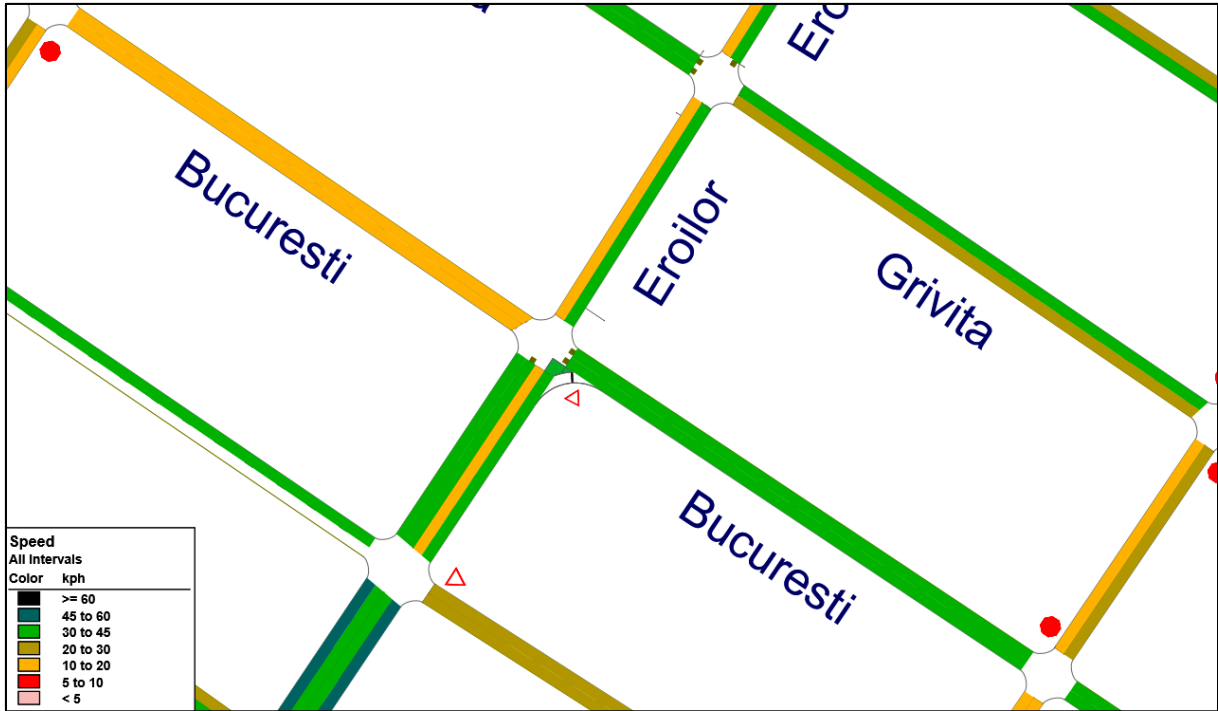 Ero
Bucuresti
Eroilor
Grivita
Bucuresti
Speed
All Intervals
Color kph
>= 60
45 to 60
30 to 45
20 to 30
10 to 20
5 to 10
< 5